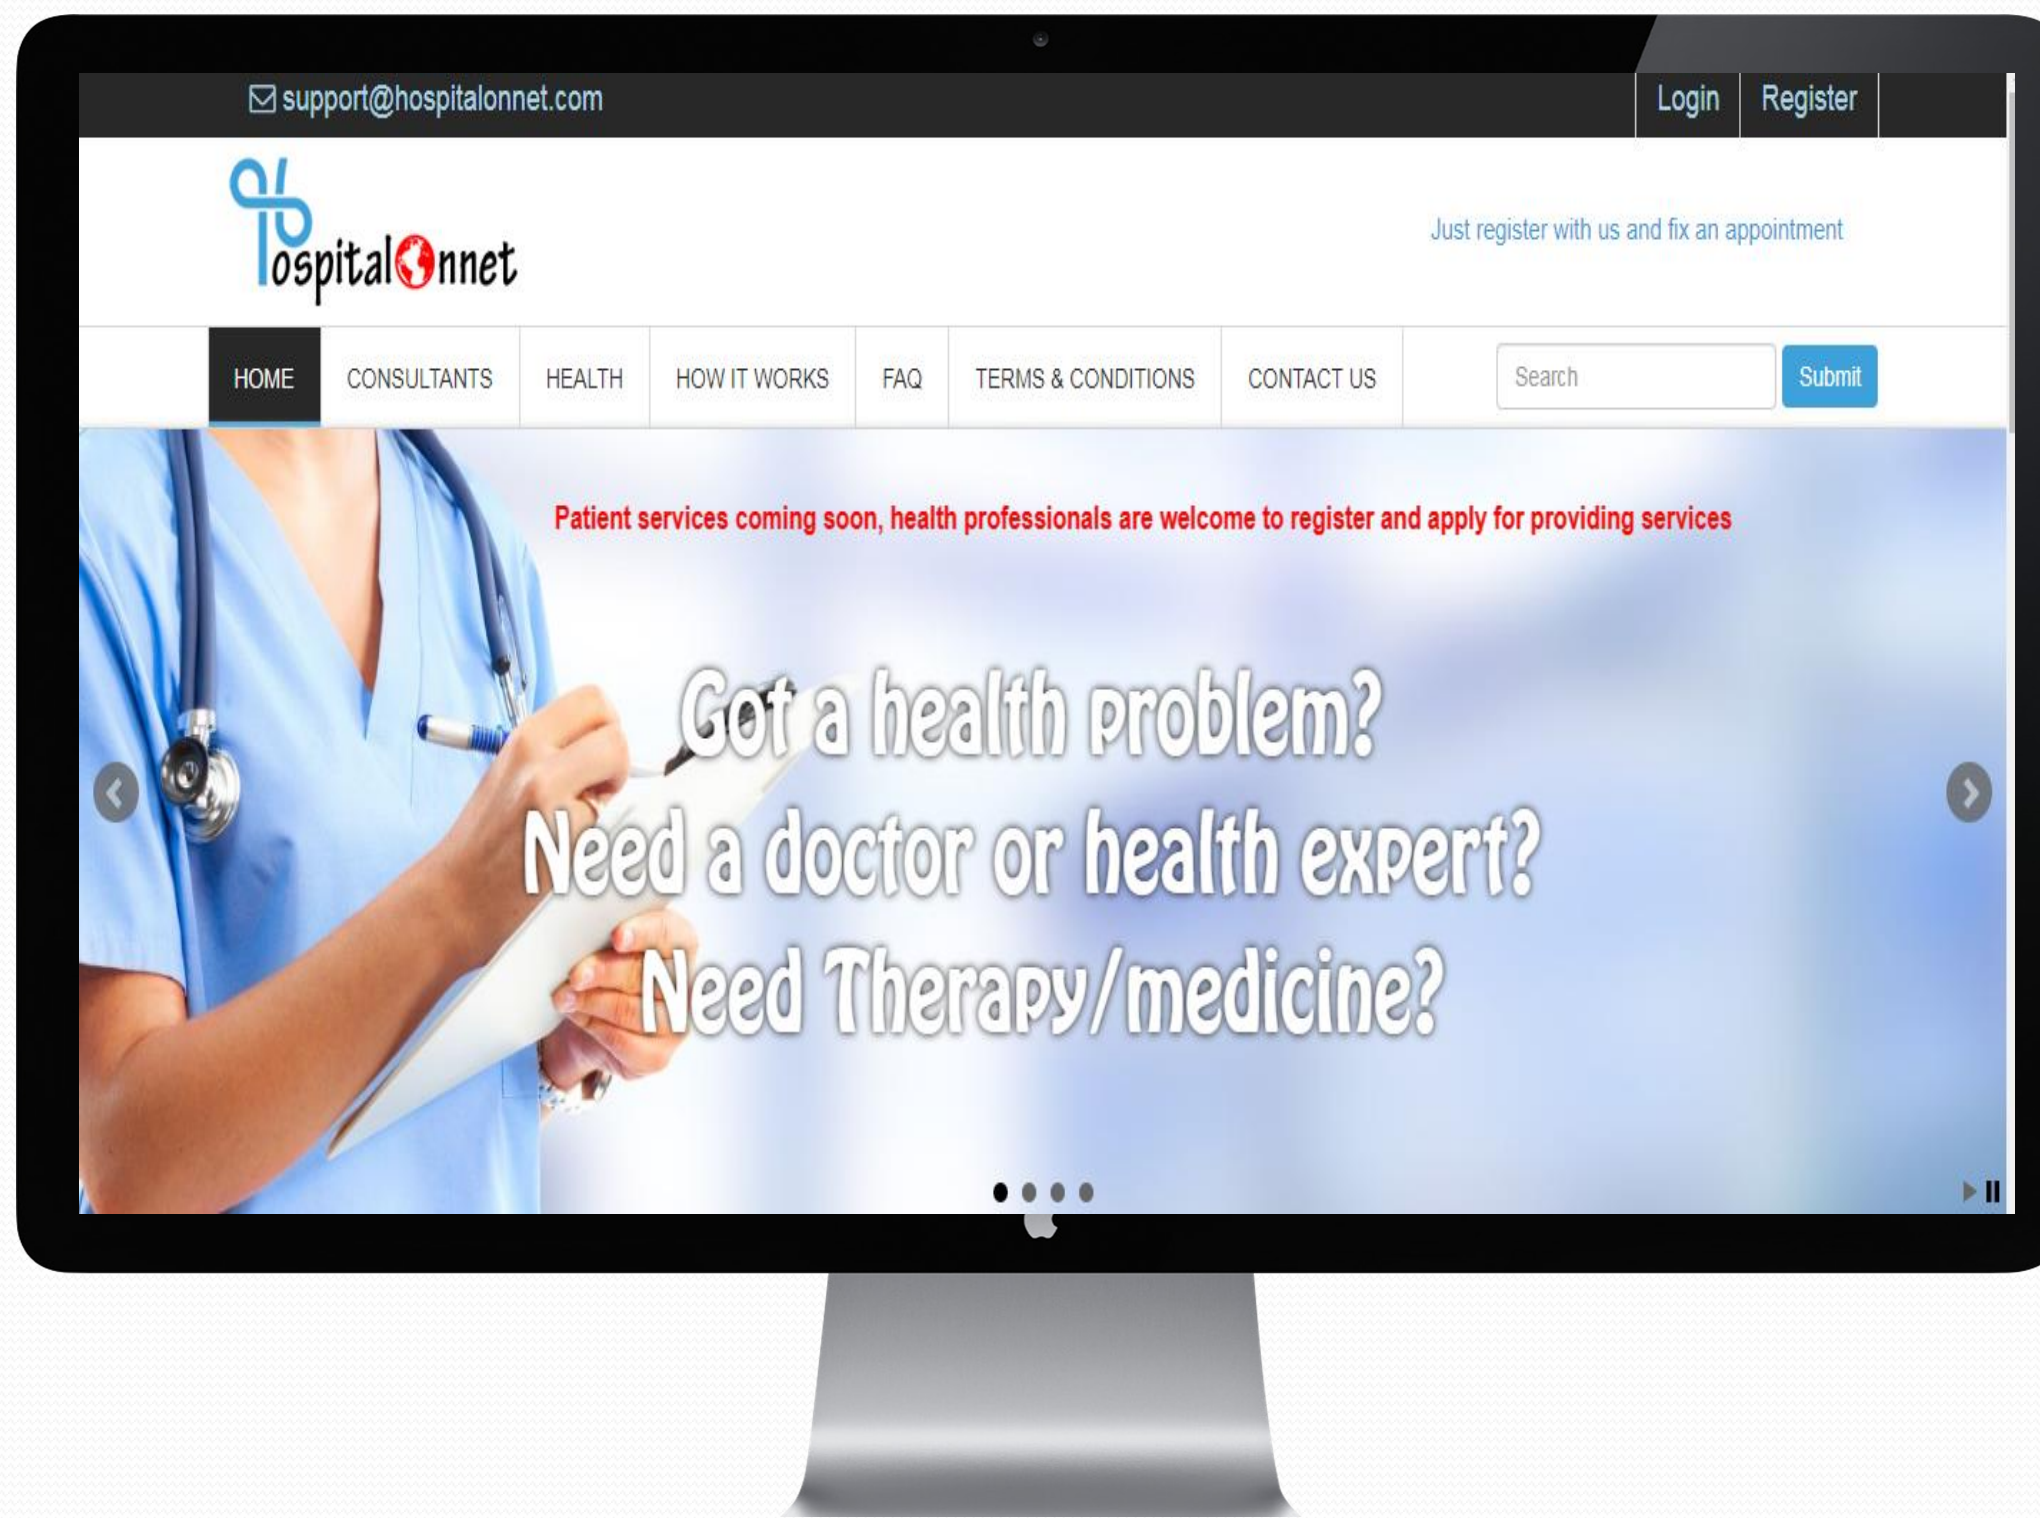 support@hospitalonnet.com
Login
Register
Hospital Onnet
Just register with us and fix an appointment
HOME
CONSULTANTS
HEALTH
HOW IT WORKS
FAQ
TERMS & CONDITIONS
CONTACT US
Search
Submit
Patient services coming soon, health professionals are welcome to register and apply for providing services
Got a health problem?
Need a doctor or health expert?
Need Therapy/medicine?